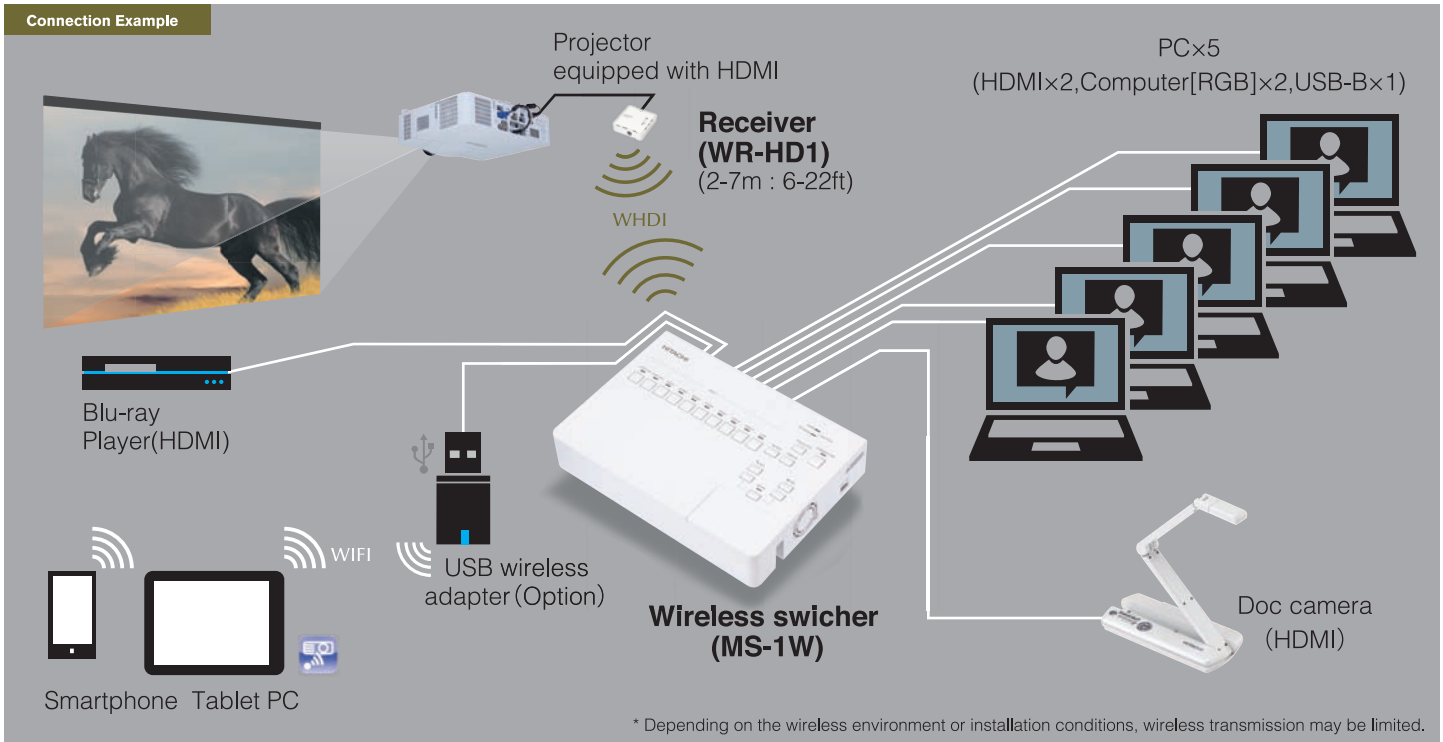 Connection Example
Projector
equipped with HDMI
Receiver
(WR-HD1)
(2-7m : 6-22ft)
WHDI
PC×5
(HDMI×2,Computer[RGB]×2,USB-B×1)
HITACHI
Blu-ray
Player(HDMI)
WIFI
USB wireless
adapter(Option)
Wireless swicher
(MS-1W)
Doc camera
(HDMI)
Smartphone
Tablet PC
* Depending on the wireless environment or installation conditions, wireless transmission may be limited.